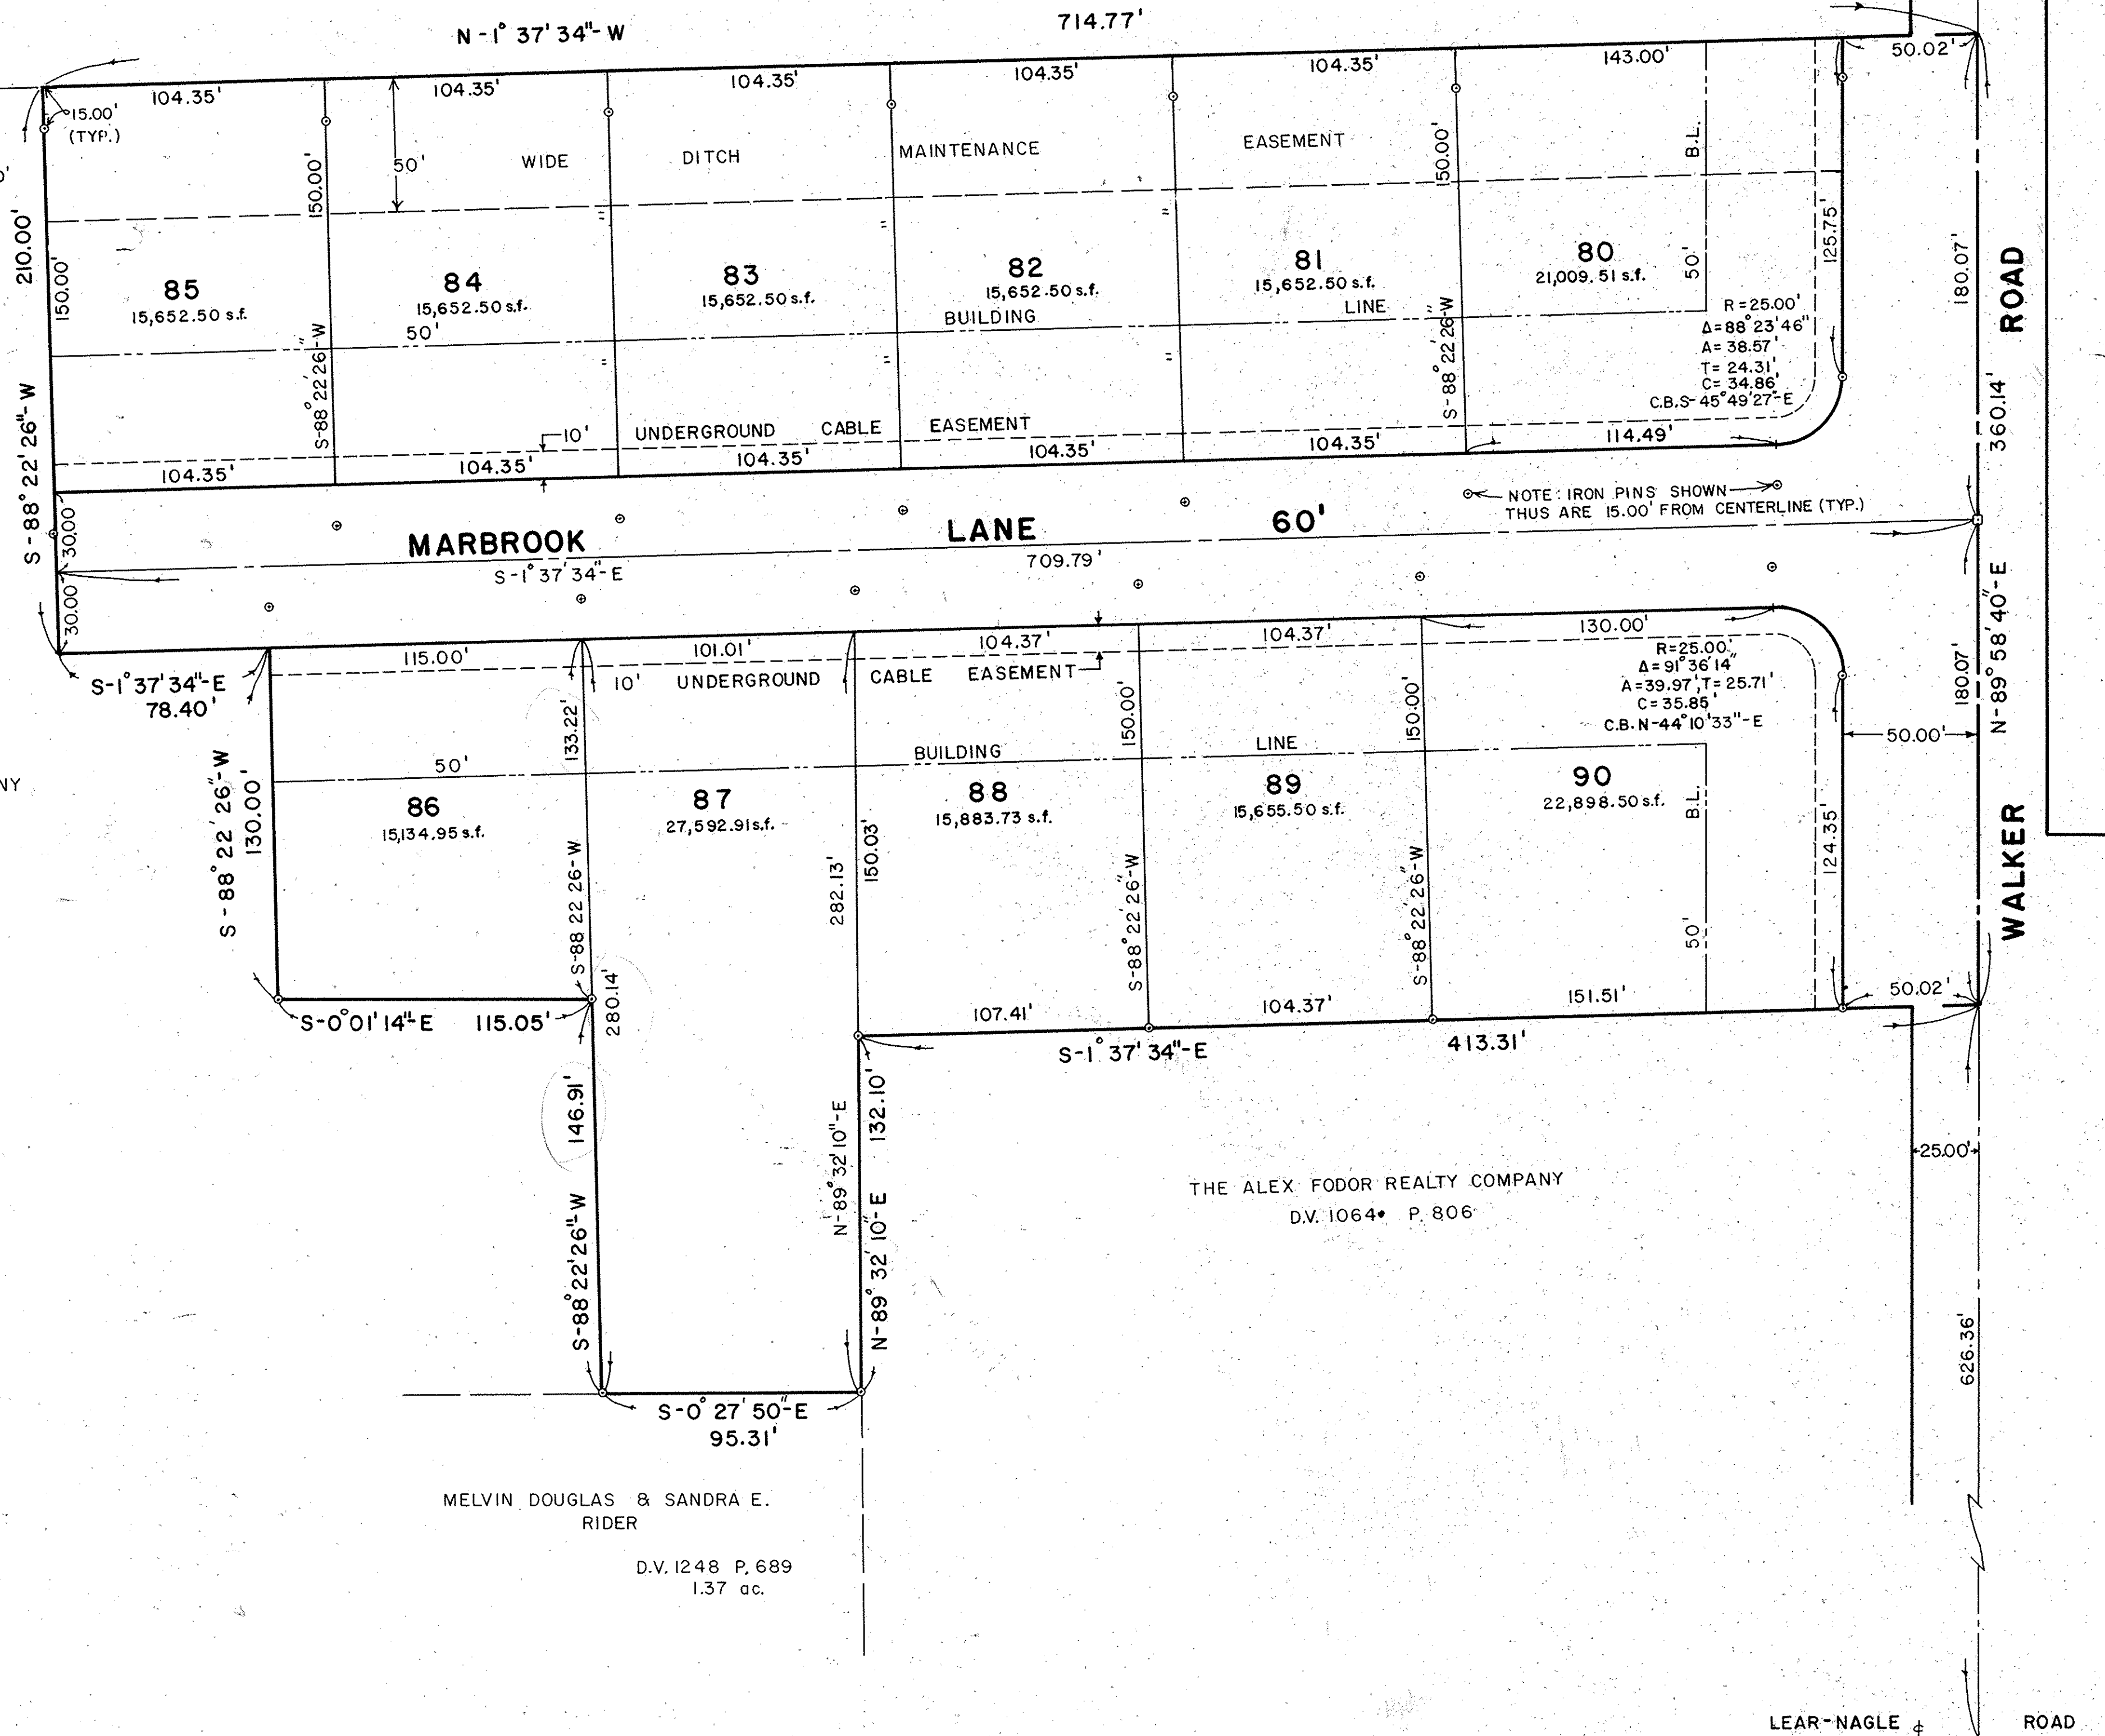 N-1° 37' 34"-W
714.77'
50.02'
104.35'
104.35'
104.35'
104.35'
104.35'
143.00'
15.00'
(TYP.)
50'
WIDE DITCH MAINTENANCE EASEMENT
150.00'
150.00'
B.L.
210.00'
150.00'
125.75'
180.07'
ROAD
85
15,652.50 s.f.
84
15,652.50 s.f.
83
15,652.50 s.f.
82
15,652.50 s.f.
81
15,652.50 s.f.
80
21,009.51 s.f.
50'
50'
BUILDING LINE
R=25.00'
Δ=88°23'46"
A=38.57'
T=24.31'
C=34.86'
C.B.S-45°49'27"-E
S-88°22'26"-W
S-88°22'26"-W
S-88°22'26"-W
360.14'
10' UNDERGROUND CABLE EASEMENT
104.35'
104.35'
104.35'
104.35'
104.35'
114.49'
NOTE: IRON PINS SHOWN
THUS ARE 15.00' FROM CENTERLINE (TYP.)
30.00'
MARBROOK LANE 60'
S-1°37'34"-E
709.79'
30.00'
N-89°58'40"-E
S-1°37'34"-E
78.40'
115.00'
101.01'
104.37'
104.37'
130.00'
10' UNDERGROUND CABLE EASEMENT
R=25.00'
Δ=91°36'14"
A=39.97', T=25.71'
C=35.85'
C.B.N-44°10'33"-E
180.07'
133.22'
150.00'
150.00'
50.00'
S-88°22'26"-W
130.00'
50'
BUILDING LINE
86
15,134.95 s.f.
87
27,592.91 s.f.
88
15,883.73 s.f.
89
15,655.50 s.f.
90
22,898.50 s.f.
B.L.
124.35'
WALKER
S-88 22 26-W
282.13'
150.03'
S-88°22'26"-W
S-88°22'26"-W
50'
50.02'
S-0°01'14"-E 115.05'
280.14'
107.41'
104.37'
151.51'
S-1°37'34"-E
413.31'
146.91'
S-88°22'26"-W
N-89°32'10"-E
132.10'
N-89°32'10"-E
25.00'
THE ALEX FODOR REALTY COMPANY
D.V. 1064 P. 806
626.36'
S-0°27'50"-E
95.31'
MELVIN DOUGLAS & SANDRA E.
RIDER
D.V. 1248 P. 689
1.37 ac.
LEAR-NAGLE ROAD